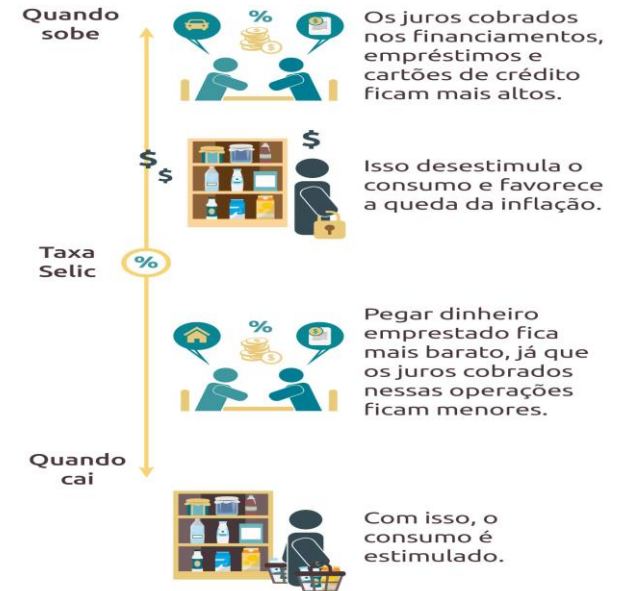 Quando
sobe
%
Os juros cobrados
nos financiamentos,
empréstimos e
cartões de crédito
ficam mais altos.
$
$
$
Isso desestimula o
consumo e favorece
a queda da inflação.
Taxa
Selic
%
%
Pegar dinheiro
emprestado fica
mais barato, já que
os juros cobrados
nessas operações
ficam menores.
Quando
cai
Com isso, o
consumo é
estimulado.